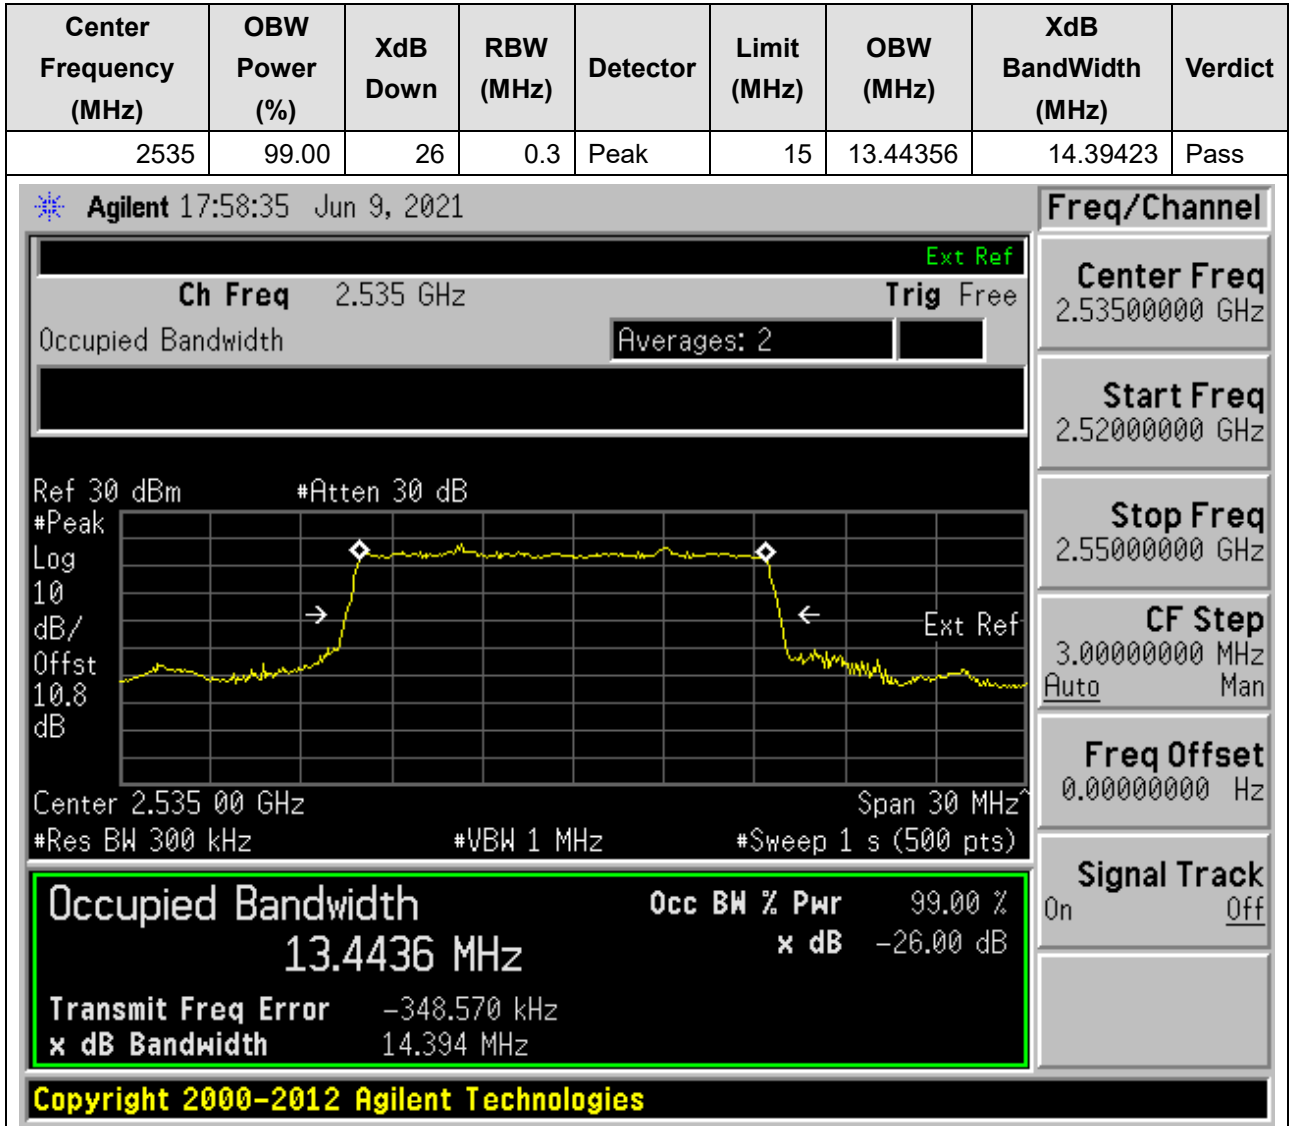 Center Frequency (MHz) OBW Power (%) XdB Down RBW (MHz) Detector Limit (MHz) OBW (MHz) XdB BandWidth (MHz) Verdict
2535 99.00 26 0.3 Peak 15 13.44356 14.39423 Pass
Agilent 17:58:35 Jun 9, 2021
Freq/Channel
Ext Ref
Ch Freq 2.535 GHz Trig Free
Occupied Bandwidth Averages: 2
Center Freq
2.53500000 GHz
Start Freq
2.52000000 GHz
Stop Freq
2.55000000 GHz
CF Step
3.00000000 MHz
Auto Man
Freq Offset
0.00000000 Hz
Signal Track
On Off
Ref 30 dBm #Atten 30 dB
#Peak
Log
10
dB/
Offst
10.8
dB
Ext Ref
Center 2.535 00 GHz Span 30 MHz^
#Res BW 300 kHz #VBW 1 MHz #Sweep 1 s (500 pts)
Occupied Bandwidth Occ BW % Pwr 99.00 %
13.4436 MHz x dB -26.00 dB
Transmit Freq Error -348.570 kHz
x dB Bandwidth 14.394 MHz
Copyright 2000-2012 Agilent Technologies